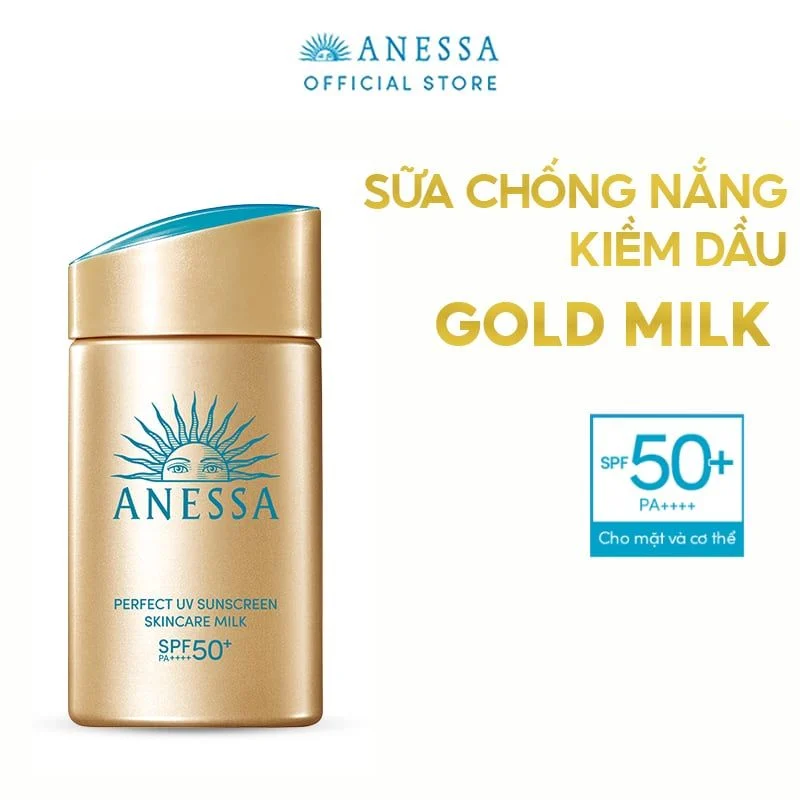 ANESSA
OFFICIAL STORE
SỮA CHỐNG NẮNG
KIỀM DẦU
GOLD MILK
SPF 50+
PA++++
Cho mặt và cơ thể
ANESSA
PERFECT UV SUNSCREEN
SKINCARE MILK
SPF 50+
PA++++